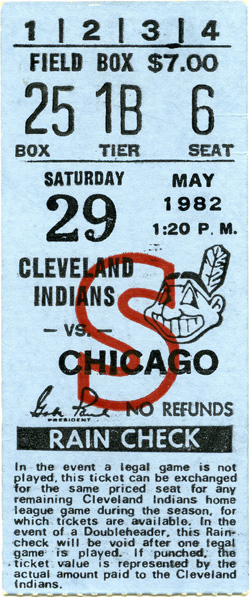 1 | 2 | 3 | 4
FIELD BOX $7.00
25 1B 6
BOX TIER SEAT
SATURDAY MAY
29 1982
1:20 P.M.
CLEVELAND
INDIANS
— VS. —
S
CHICAGO
PRESIDENT
NO REFUNDS
RAIN CHECK
In the event a legal game is not
played, this ticket can be exchanged
for the same priced seat for any
remaining Cleveland Indians home
league game during the season, for
which tickets are available. In the
event of a Doubleheader, this Rain-
check will be void after one legal
game is played. If punched, the
ticket value is represented by the
actual amount paid to the Cleveland
Indians.